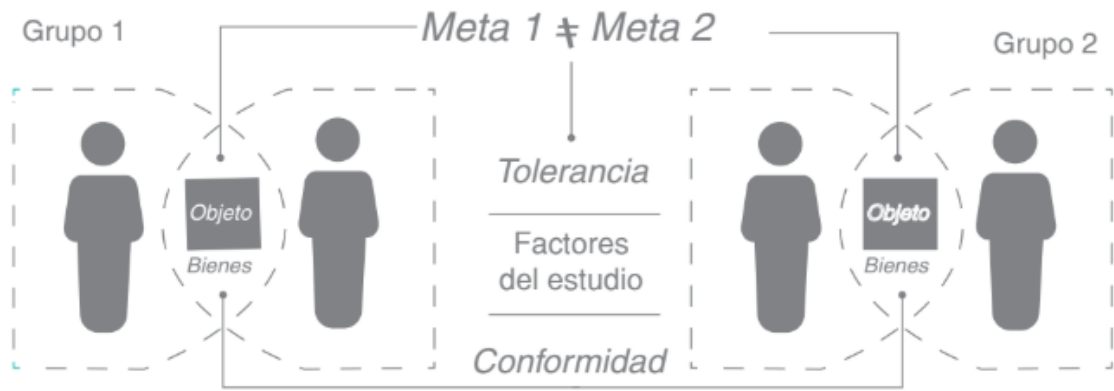 Grupo 1
Meta 1 ≠ Meta 2
Grupo 2
Tolerancia
Objeto
Bienes
Factores
del estudio
Objeto
Bienes
Conformidad